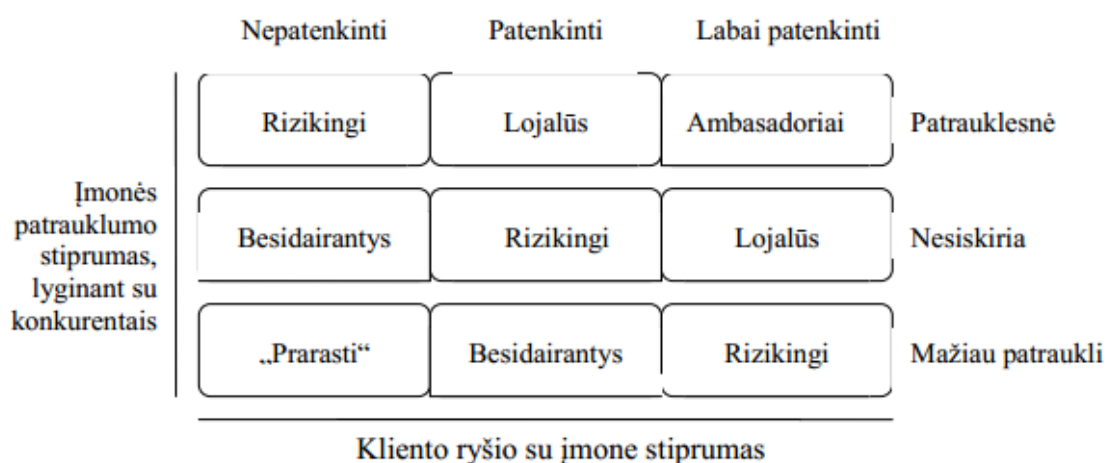 Nepatenkinti Patenkinti Labai patenkinti
Rizikingi Lojalūs Ambasadoriai Patrauklesnė
Įmonės
patrauklumo
stiprumas,
lyginant su
konkurentais
Besidairantys Rizikingi Lojalūs Nesiskiria
„Prarasti“ Besidairantys Rizikingi Mažiau patraukli
Kliento ryšio su įmone stiprumas